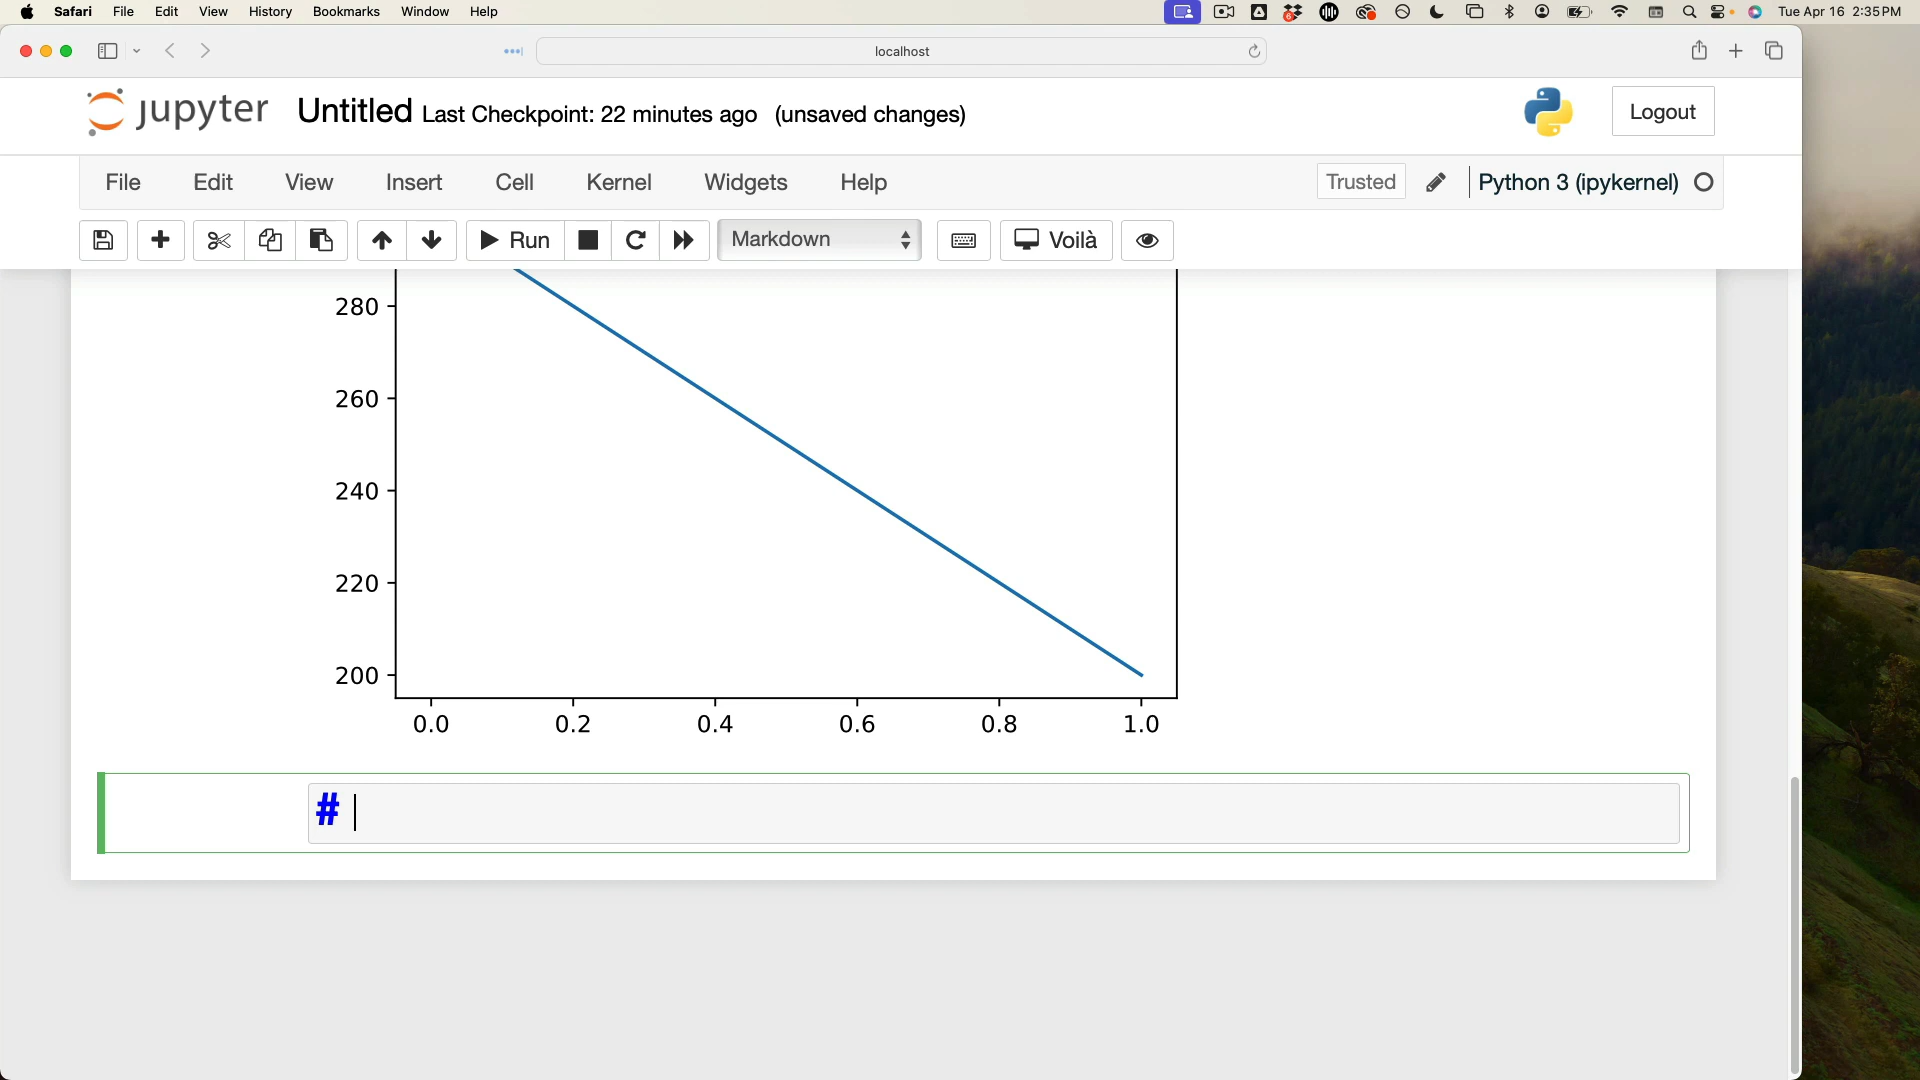 Safari File Edit View History Bookmarks Window Help Tue Apr 16 2:35 PM
localhost
jupyter Untitled Last Checkpoint: 22 minutes ago (unsaved changes) Logout
File Edit View Insert Cell Kernel Widgets Help Trusted Python 3 (ipykernel)
Run Markdown Voilà
280
260
240
220
200
0.0 0.2 0.4 0.6 0.8 1.0
#